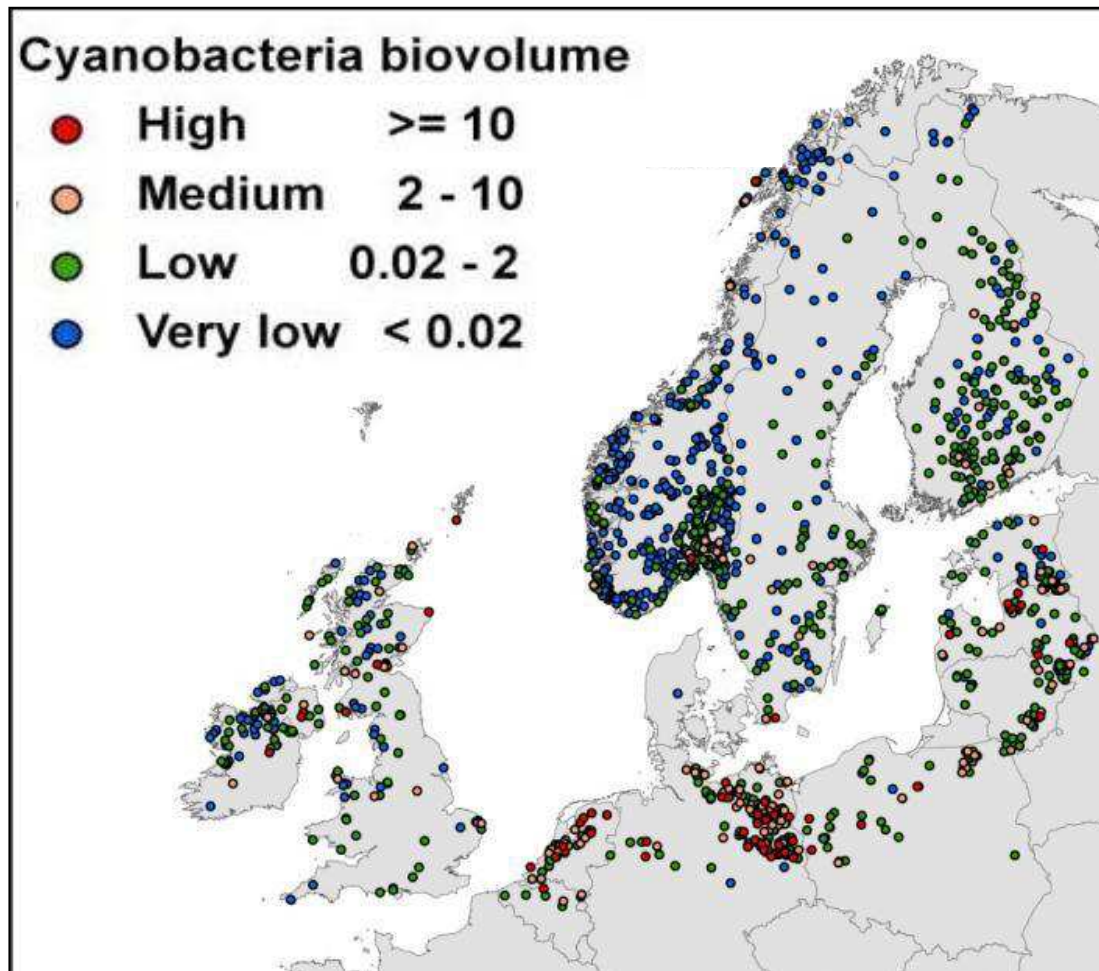 Cyanobacteria biovolume
High >= 10
Medium 2 - 10
Low 0.02 - 2
Very low < 0.02